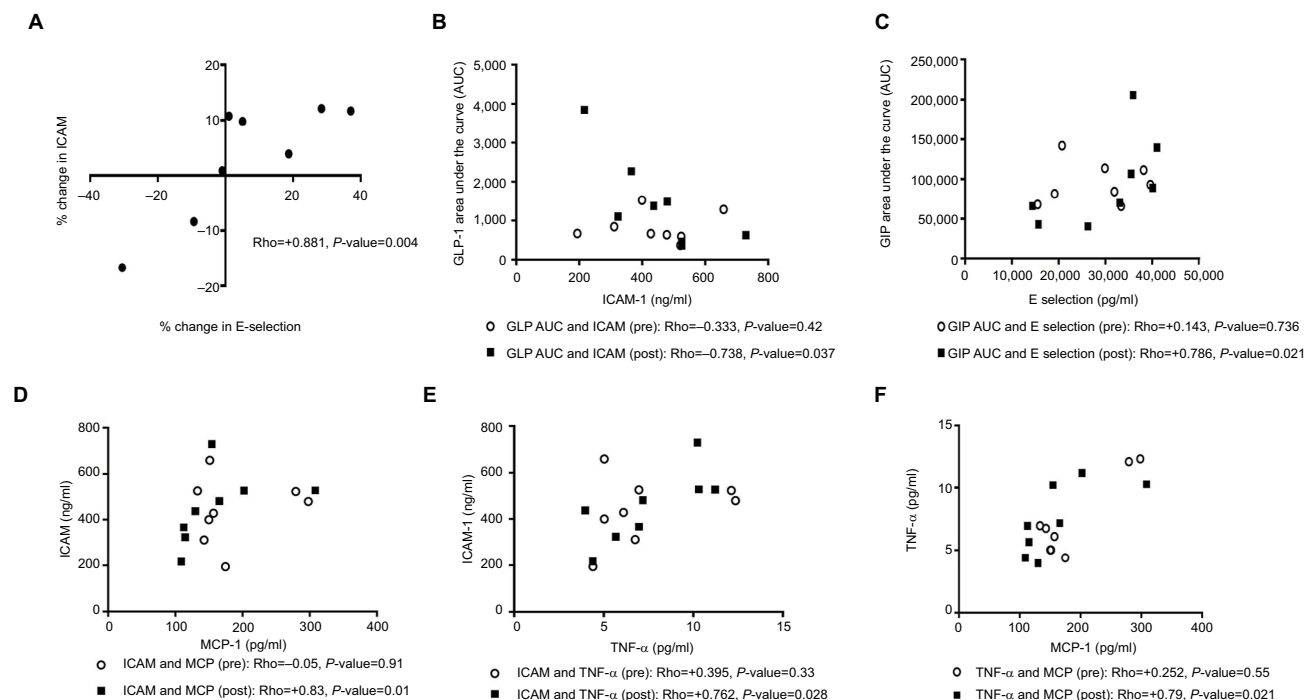 A
% change in ICAM
20
10
–40
–20
20
40
–10
–20
Rho=+0.881, P-value=0.004
% change in E-selection
B
GLP-1 area under the curve (AUC)
5,000
4,000
3,000
2,000
1,000
0
0
200
400
600
800
ICAM-1 (ng/ml)
GLP AUC and ICAM (pre): Rho=–0.333, P-value=0.42
GLP AUC and ICAM (post): Rho=–0.738, P-value=0.037
C
GIP area under the curve (AUC)
250,000
200,000
150,000
100,000
50,000
0
0
10,000
20,000
30,000
40,000
50,000
E selection (pg/ml)
GIP AUC and E selection (pre): Rho=+0.143, P-value=0.736
GIP AUC and E selection (post): Rho=+0.786, P-value=0.021
D
ICAM (ng/ml)
800
600
400
200
0
0
100
200
300
400
MCP-1 (pg/ml)
ICAM and MCP (pre): Rho=–0.05, P-value=0.91
ICAM and MCP (post): Rho=+0.83, P-value=0.01
E
ICAM-1 (ng/ml)
800
600
400
200
0
0
5
10
15
TNF-α (pg/ml)
ICAM and TNF-α (pre): Rho=+0.395, P-value=0.33
ICAM and TNF-α (post): Rho=+0.762, P-value=0.028
F
TNF-α (pg/ml)
15
10
5
0
0
100
200
300
400
MCP-1 (pg/ml)
TNF-α and MCP (pre): Rho=+0.252, P-value=0.55
TNF-α and MCP (post): Rho=+0.79, P-value=0.021